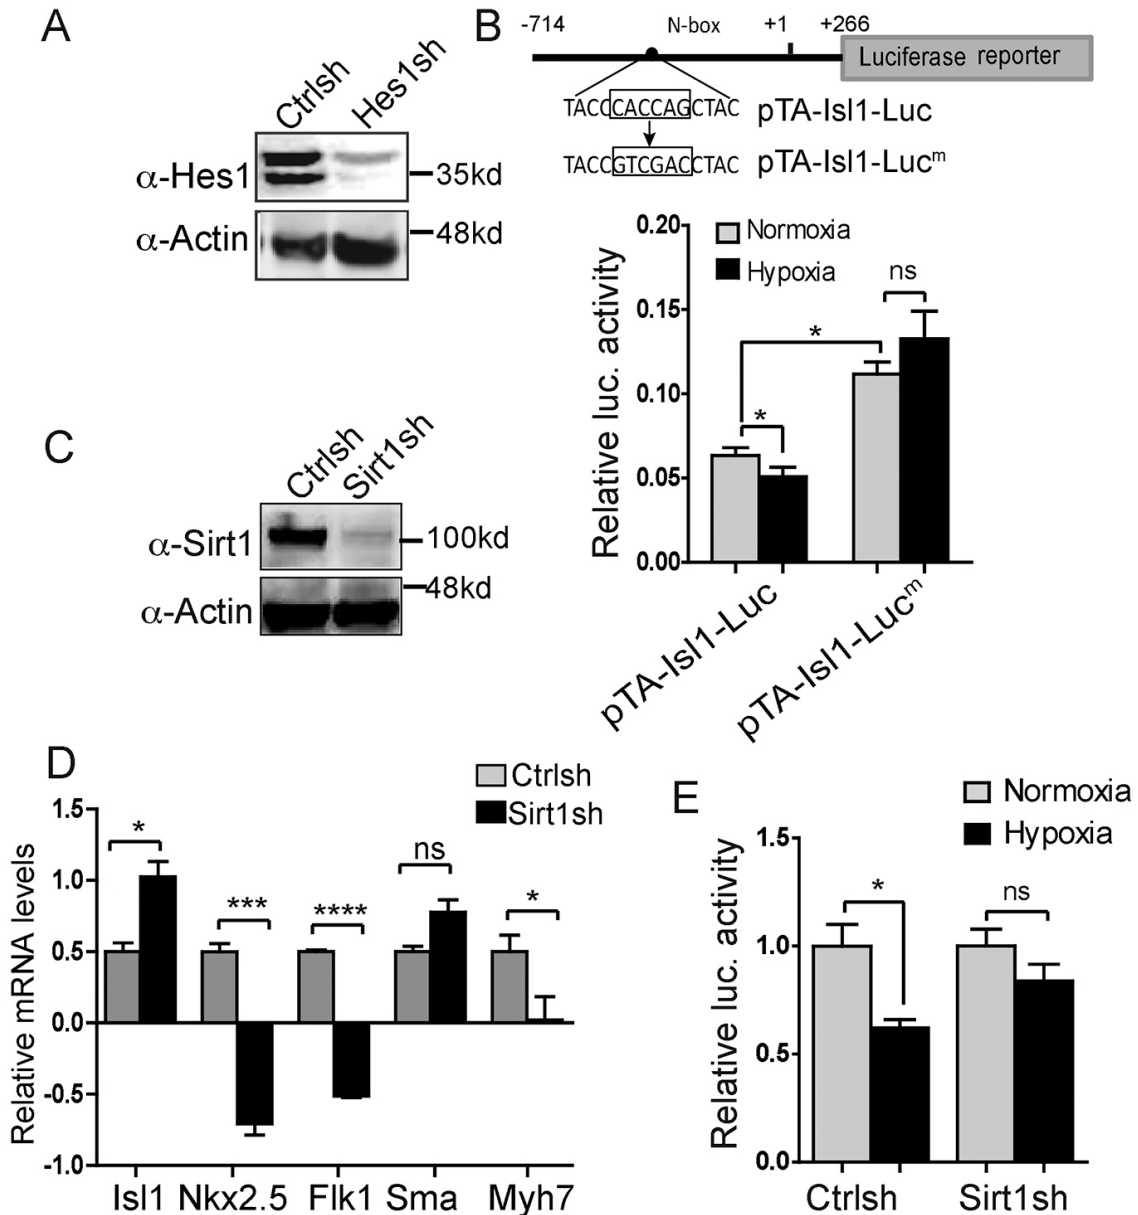 A
Ctrlsh
Hes1sh
α-Hes1
35kd
α-Actin
48kd
B
-714
N-box
+1
+266
Luciferase reporter
TACCCACCAGCTAC
pTA-Isl1-Luc
TACCGTCGACCTAC
pTA-Isl1-Lucᵐ
Relative luc. activity
0.20
0.15
0.10
0.05
0.00
Normoxia
Hypoxia
*
*
ns
pTA-Isl1-Luc
pTA-Isl1-Lucᵐ
C
Ctrlsh
Sirt1sh
α-Sirt1
100kd
48kd
α-Actin
D
Ctrlsh
Sirt1sh
Relative mRNA levels
1.5
1.0
0.5
0.0
-0.5
-1.0
*
***
****
ns
*
Isl1 Nkx2.5 Flk1 Sma Myh7
E
Normoxia
Hypoxia
Relative luc. activity
1.5
1.0
0.5
0.0
*
ns
Ctrlsh
Sirt1sh